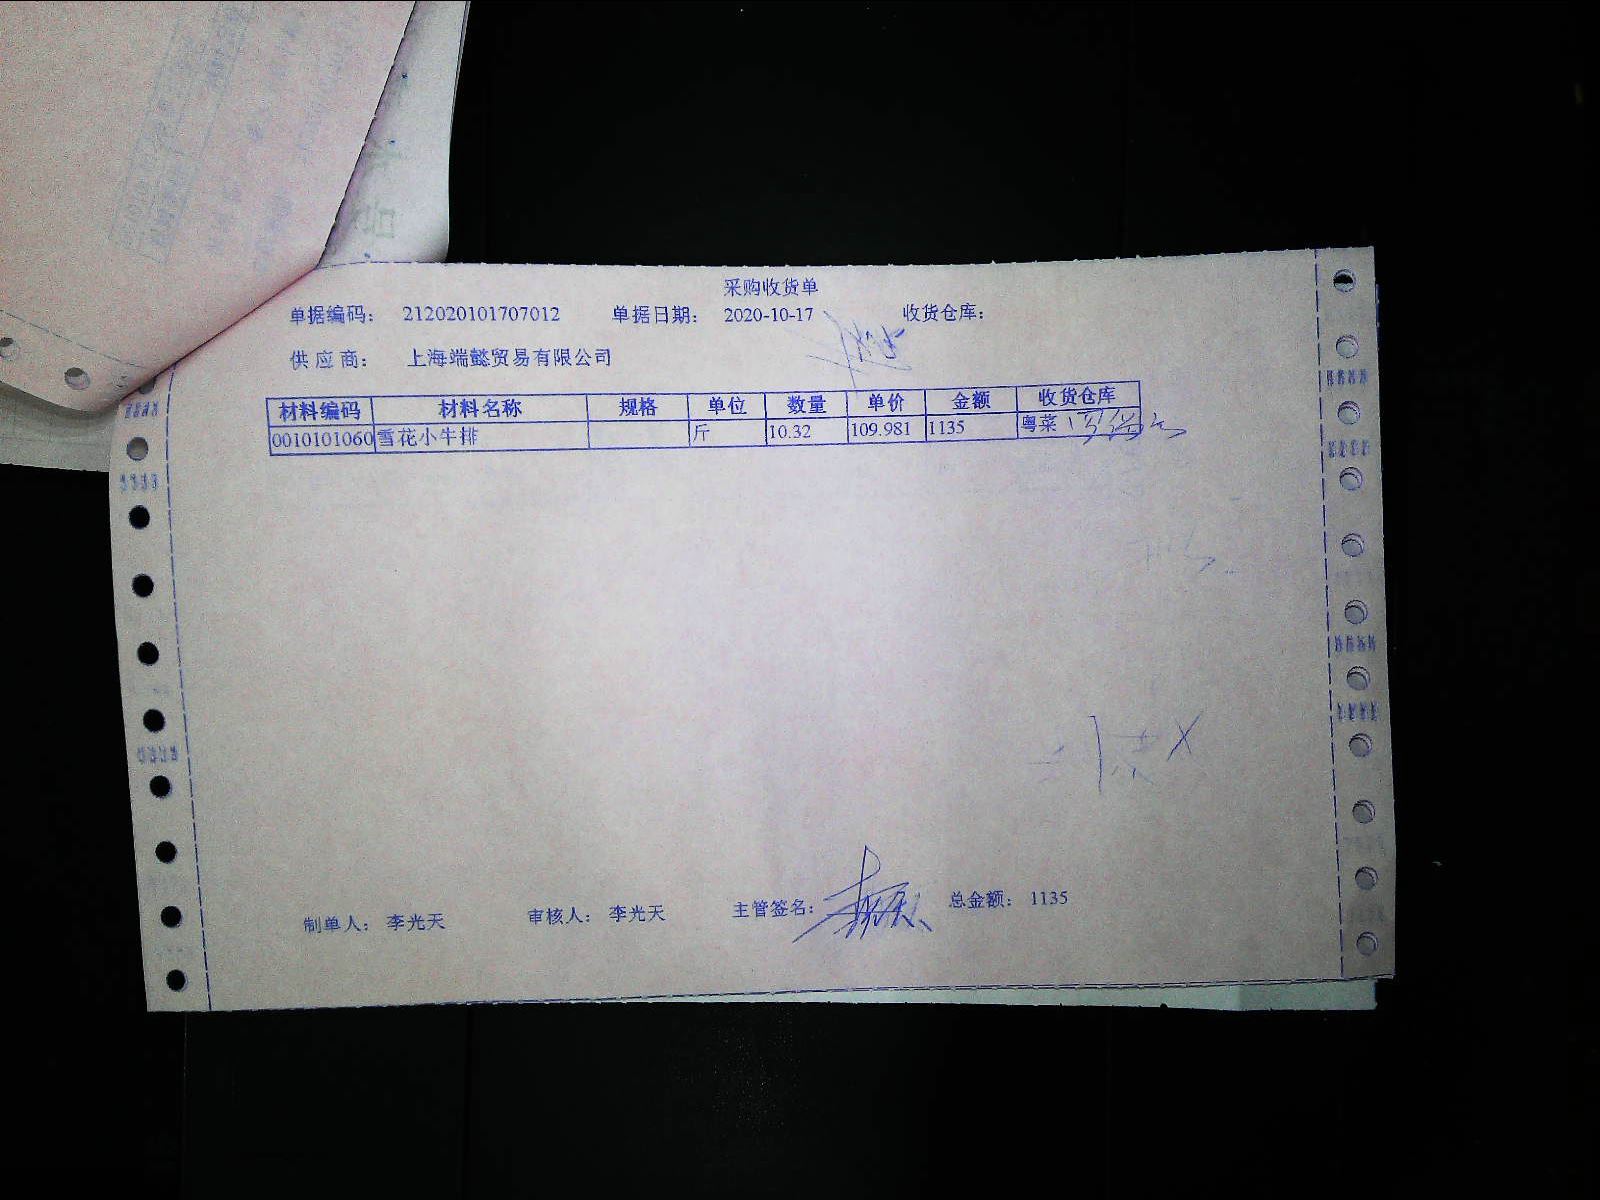 采购收货单
单据编码: 212020101707012 单据日期: 2020-10-17 收货仓库:
供应商: 上海端懿贸易有限公司
材料编码 材料名称 规格 单位 数量 单价 金额 收货仓库
0010101060 雪花小牛排 斤 10.32 109.981 1135 粤菜
制单人: 李光天 审核人: 李光天 主管签名: 总金额: 1135